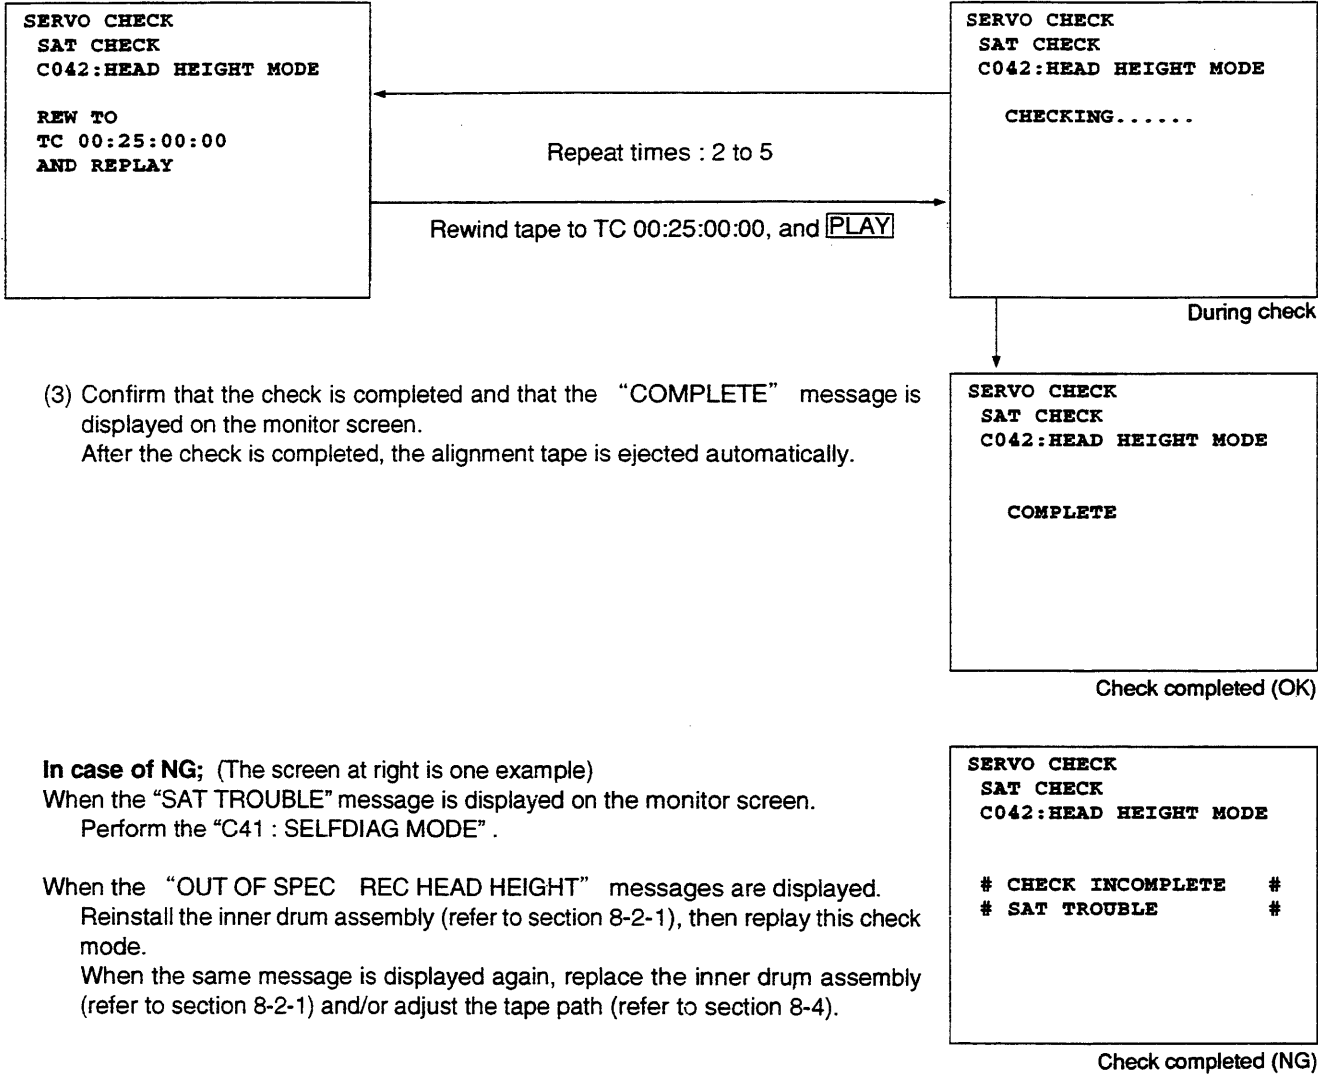 SERVO CHECK
SAT CHECK
C042:HEAD HEIGHT MODE
REW TO
TC 00:25:00:00
AND REPLAY
Repeat times : 2 to 5
Rewind tape to TC 00:25:00:00, and PLAY
SERVO CHECK
SAT CHECK
C042:HEAD HEIGHT MODE
CHECKING......
During check
(3) Confirm that the check is completed and that the “COMPLETE” message is
displayed on the monitor screen.
After the check is completed, the alignment tape is ejected automatically.
SERVO CHECK
SAT CHECK
C042:HEAD HEIGHT MODE
COMPLETE
Check completed (OK)
In case of NG; (The screen at right is one example)
When the “SAT TROUBLE” message is displayed on the monitor screen.
Perform the “C41 : SELFDIAG MODE” .
When the “OUT OF SPEC REC HEAD HEIGHT” messages are displayed.
Reinstall the inner drum assembly (refer to section 8-2-1), then replay this check
mode.
When the same message is displayed again, replace the inner drum assembly
(refer to section 8-2-1) and/or adjust the tape path (refer to section 8-4).
SERVO CHECK
SAT CHECK
C042:HEAD HEIGHT MODE
# CHECK INCOMPLETE #
# SAT TROUBLE #
Check completed (NG)